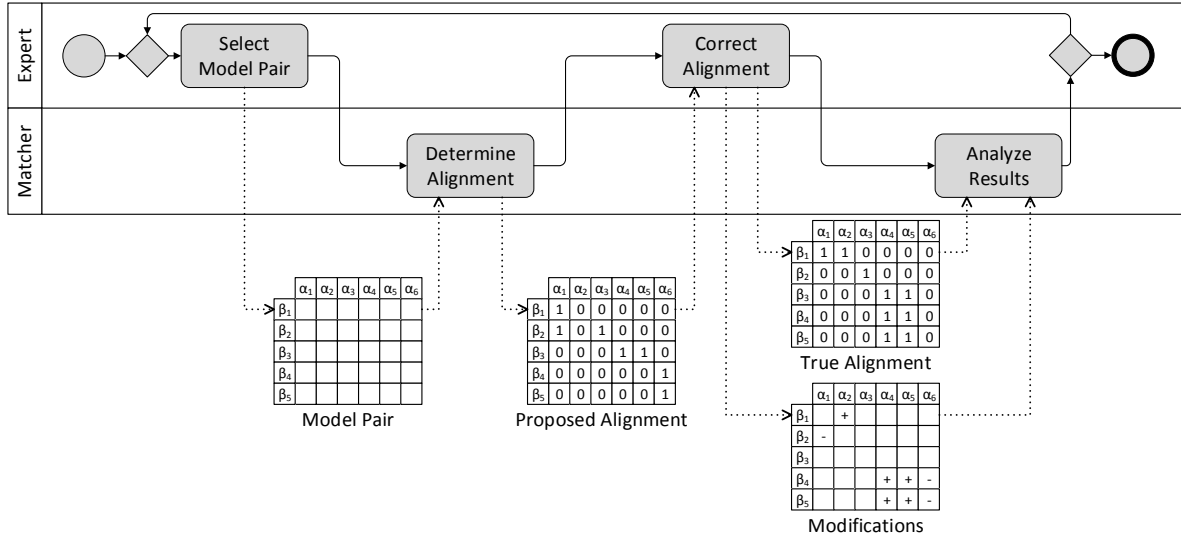 Expert
Select
Model Pair
Correct
Alignment
Matcher
Determine
Alignment
Analyze
Results
α₁ α₂ α₃ α₄ α₅ α₆
β₁
β₂
β₃
β₄
β₅
Model Pair
α₁ α₂ α₃ α₄ α₅ α₆
β₁ 1 0 0 0 0 0
β₂ 1 0 1 0 0 0
β₃ 0 0 0 1 1 0
β₄ 0 0 0 0 0 1
β₅ 0 0 0 0 0 1
Proposed Alignment
α₁ α₂ α₃ α₄ α₅ α₆
β₁ 1 1 0 0 0 0
β₂ 0 0 1 0 0 0
β₃ 0 0 0 1 1 0
β₄ 0 0 0 1 1 0
β₅ 0 0 0 1 1 0
True Alignment
α₁ α₂ α₃ α₄ α₅ α₆
β₁ +
β₂ -
β₃
β₄ + + -
β₅ + + -
Modifications